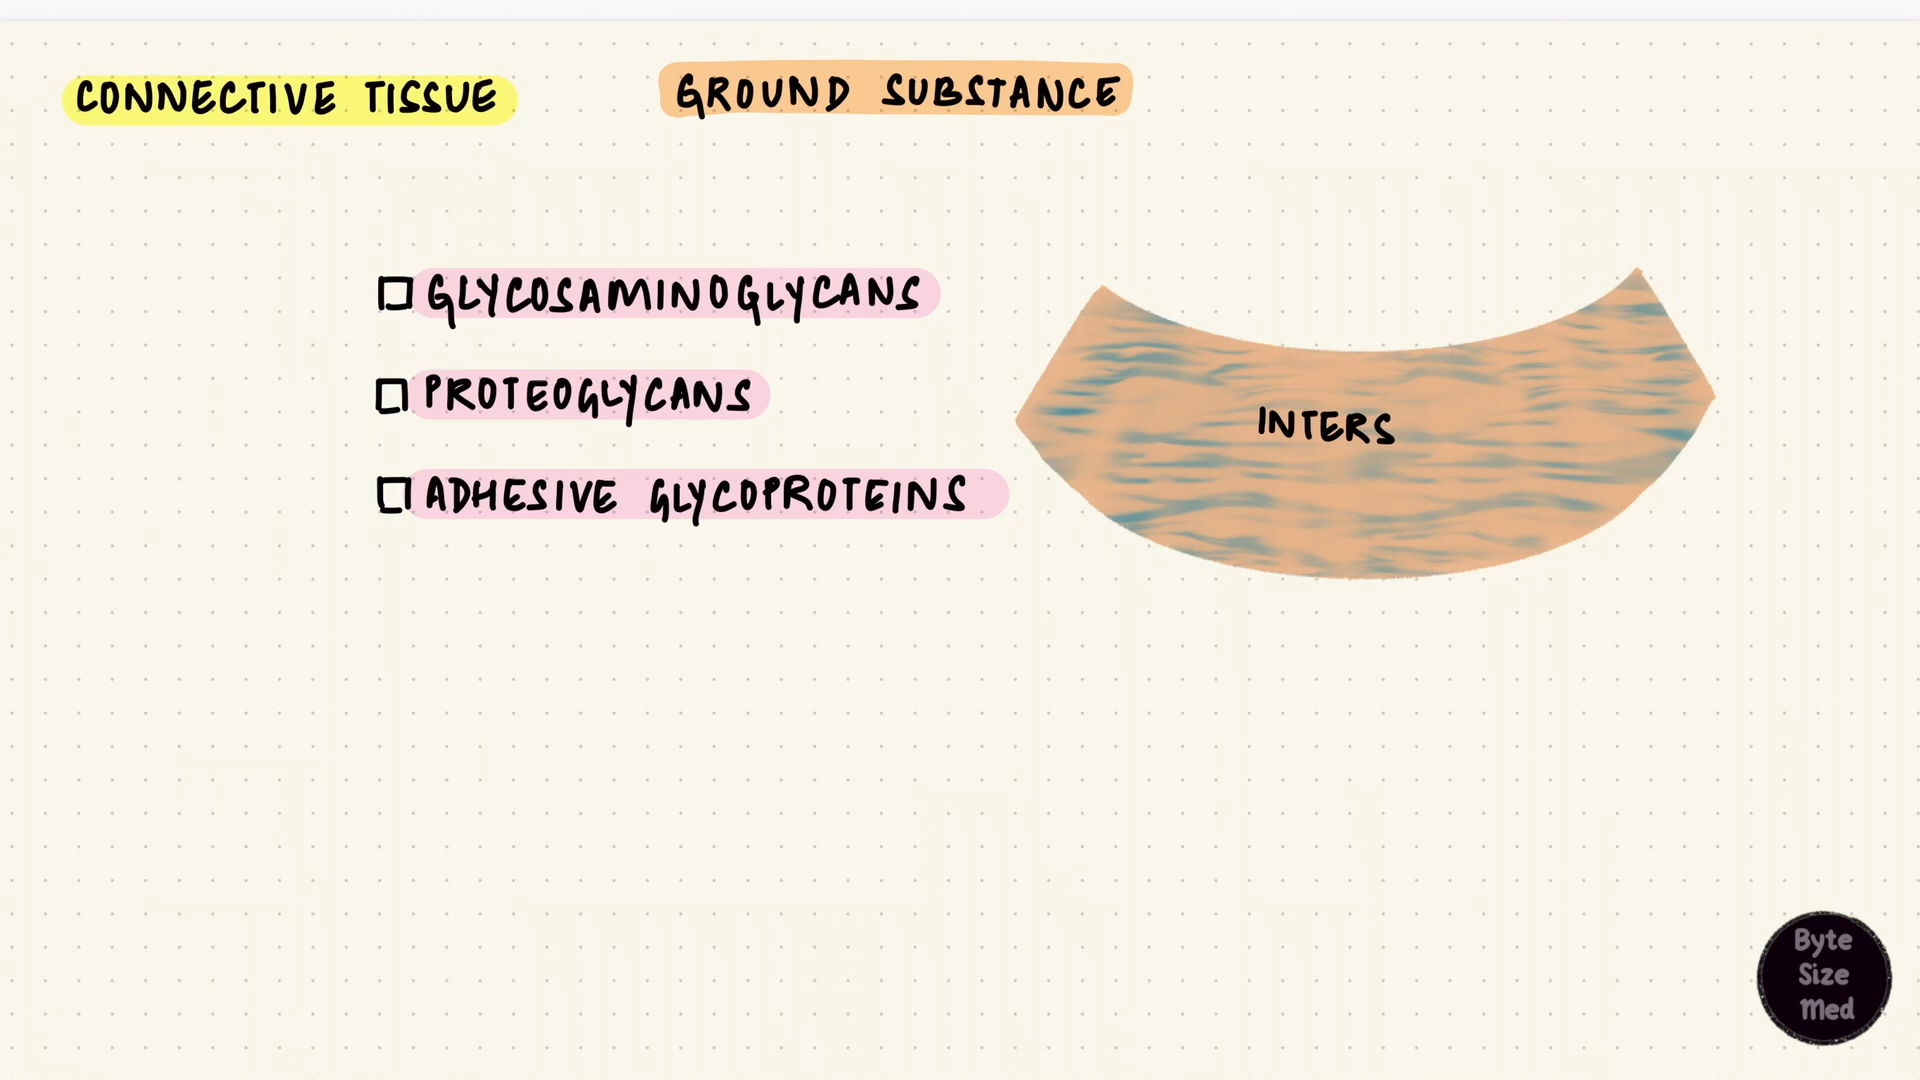 CONNECTIVE TISSUE
GROUND SUBSTANCE
GLYCOSAMINOGLYCANS
PROTEOGLYCANS
ADHESIVE GLYCOPROTEINS
INTERS
Byte
Size
Med